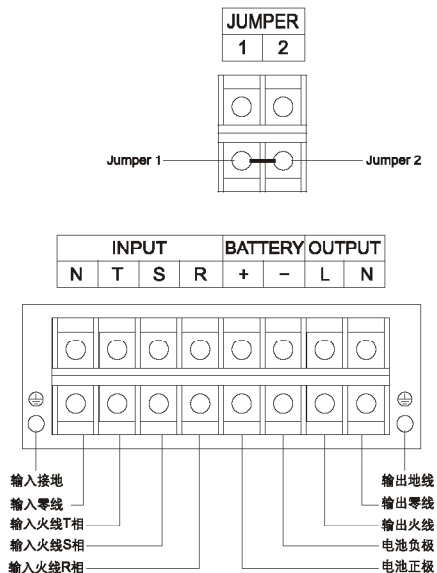 JUMPER
1 2
Jumper 1
Jumper 2
INPUT BATTERY OUTPUT
N T S R + − L N
输入接地
输入零线
输入火线T相
输入火线S相
输入火线R相
输出地线
输出零线
输出火线
电池负极
电池正极